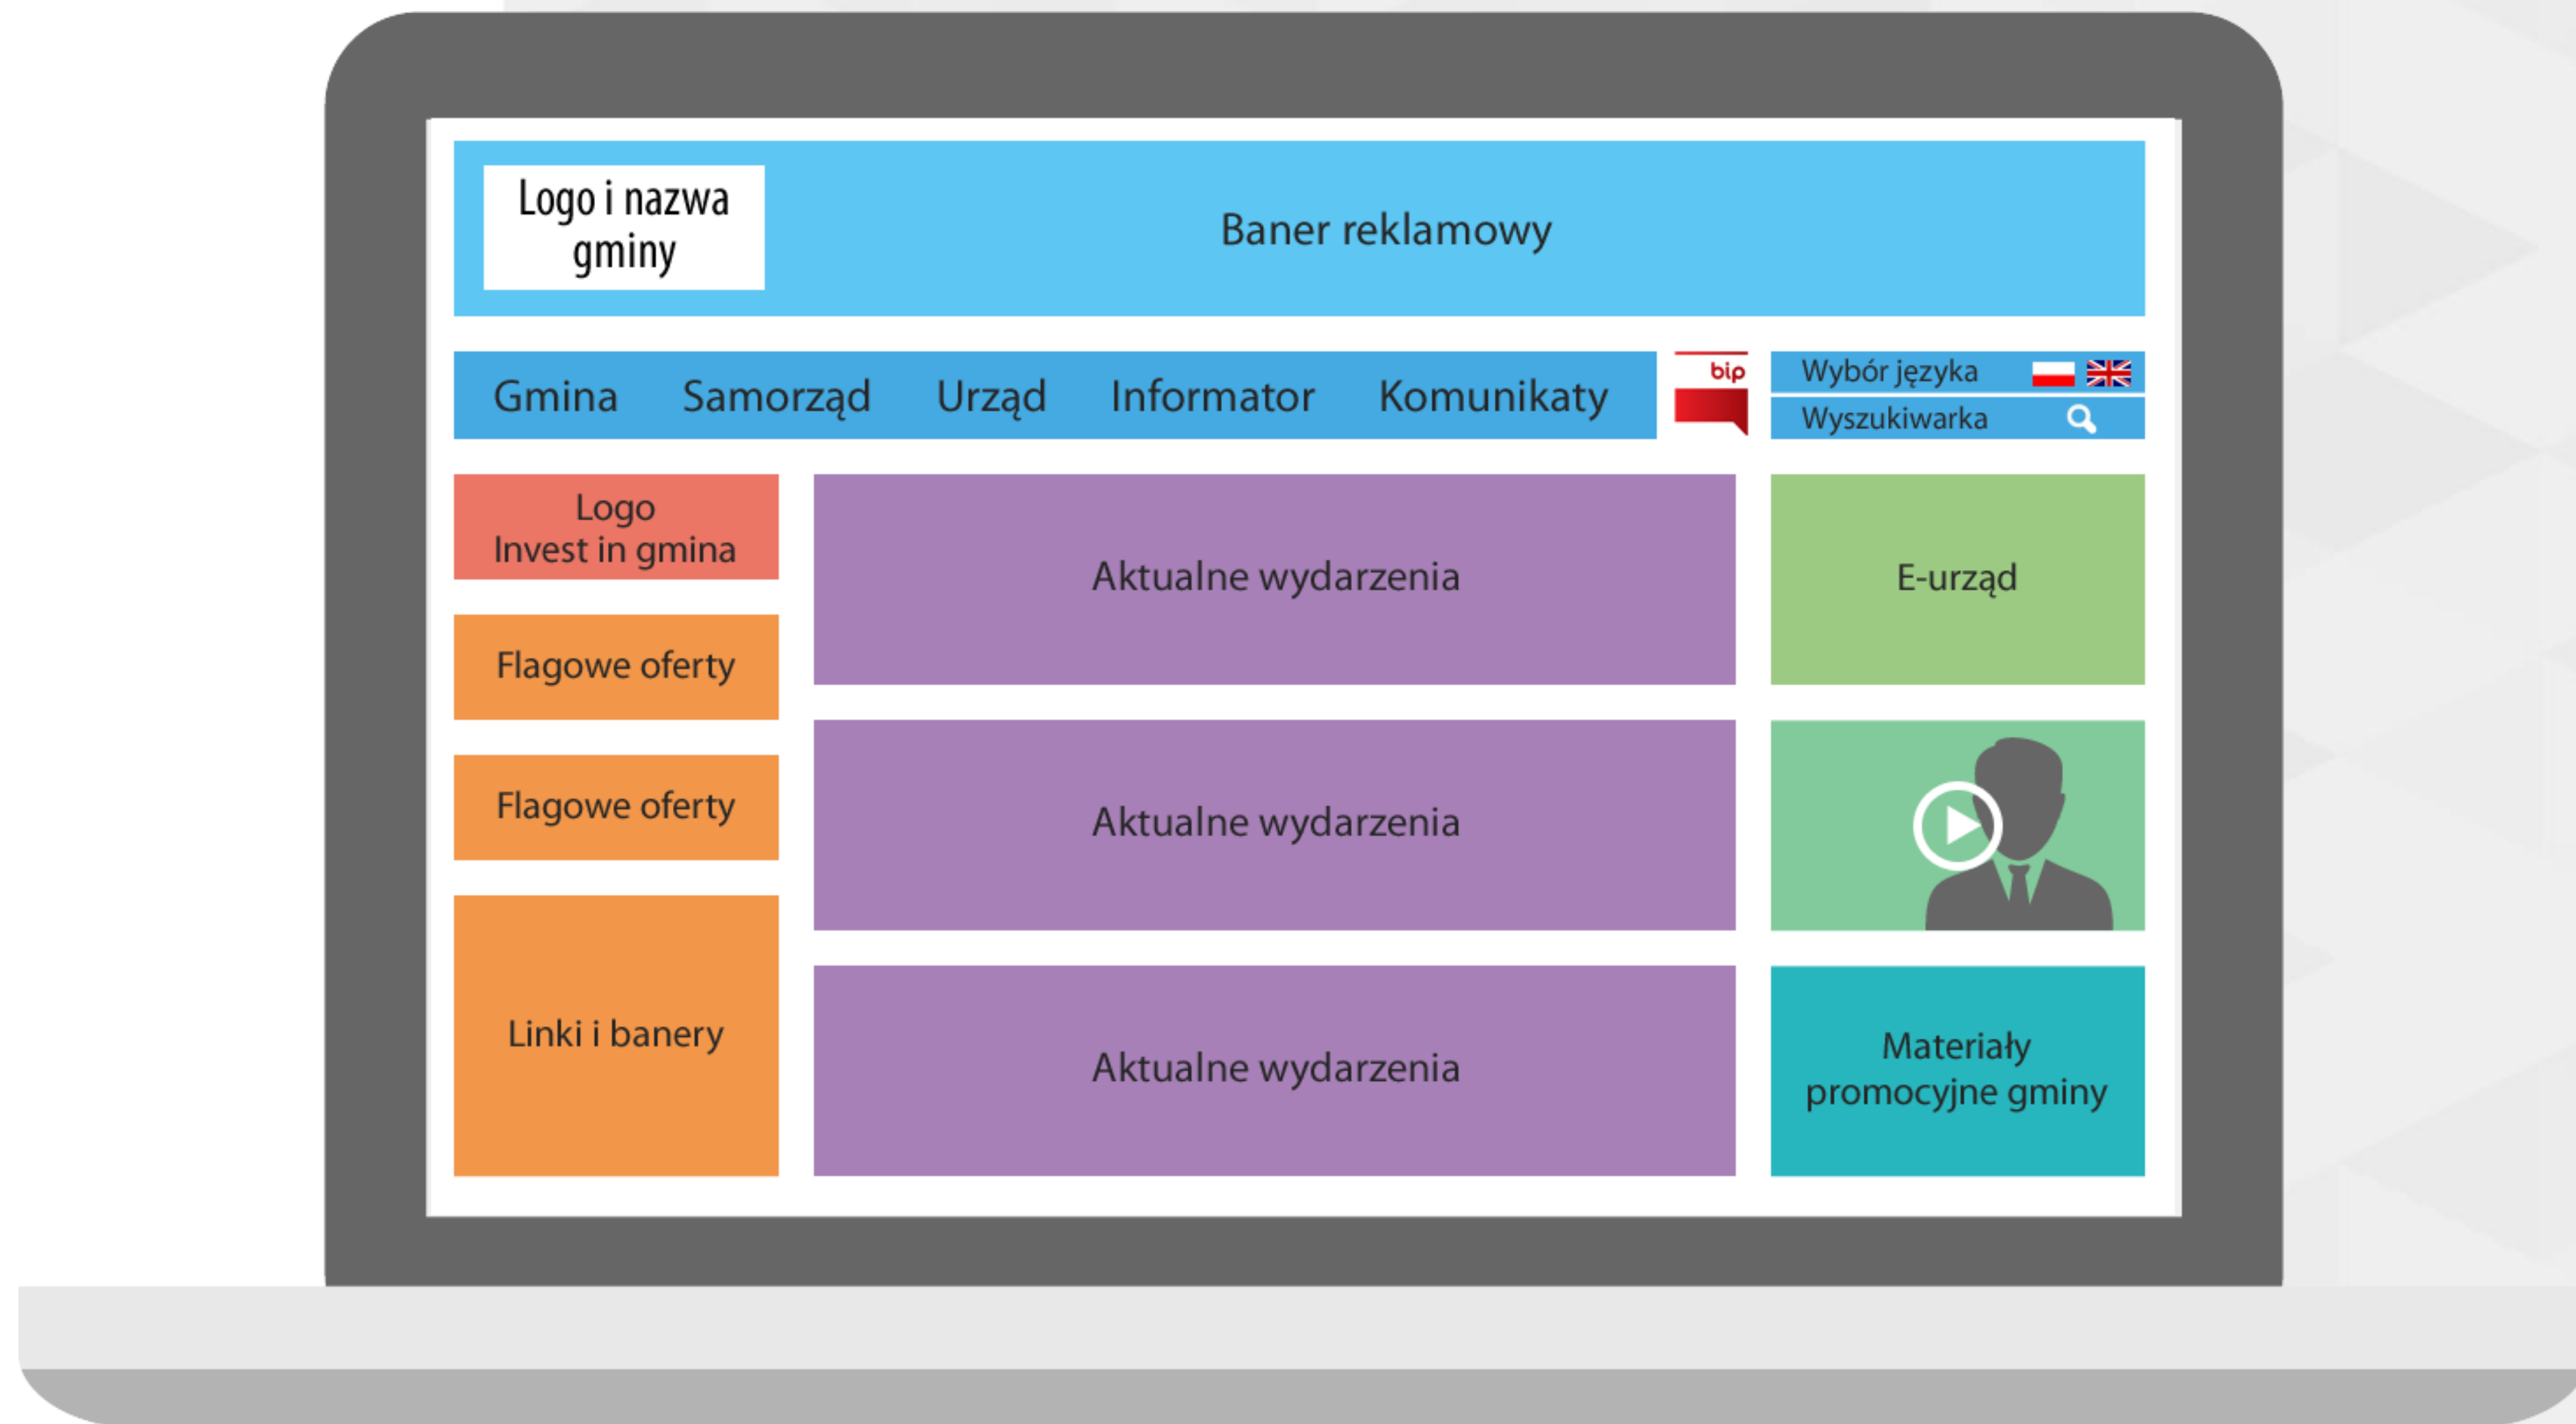 Logo i nazwa
gminy
Baner reklamowy
Gmina Samorząd Urząd Informator Komunikaty
bip
Wybór języka
Wyszukiwarka
Logo
Invest in gmina
Flagowe oferty
Flagowe oferty
Linki i banery
Aktualne wydarzenia
Aktualne wydarzenia
Aktualne wydarzenia
E-urząd
Materiały
promocyjne gminy